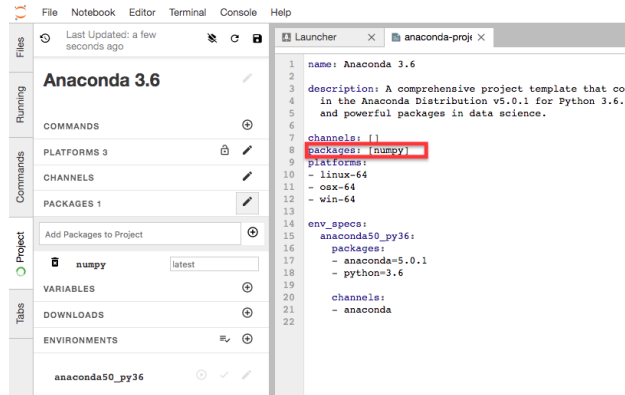 File Notebook Editor Terminal Console Help
Files
Running
Commands
Project
Tabs
Last Updated: a few
seconds ago
Anaconda 3.6
COMMANDS
PLATFORMS 3
CHANNELS
PACKAGES 1
Add Packages to Project
numpy latest
VARIABLES
DOWNLOADS
ENVIRONMENTS
anaconda50_py36
Launcher
anaconda-proje
1 name: Anaconda 3.6
2
3 description: A comprehensive project template that co
4 in the Anaconda Distribution v5.0.1 for Python 3.6.
5 and powerful packages in data science.
6
7 channels: []
8 packages: [numpy]
9 platforms:
10 - linux-64
11 - osx-64
12 - win-64
13
14 env_specs:
15 anaconda50_py36:
16 packages:
17 - anaconda=5.0.1
18 - python=3.6
19
20 channels:
21 - anaconda
22